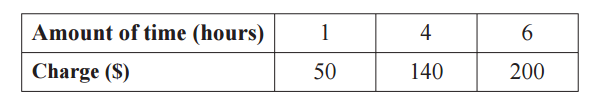 Amount of time (hours) 1 4 6
Charge ($) 50 140 200